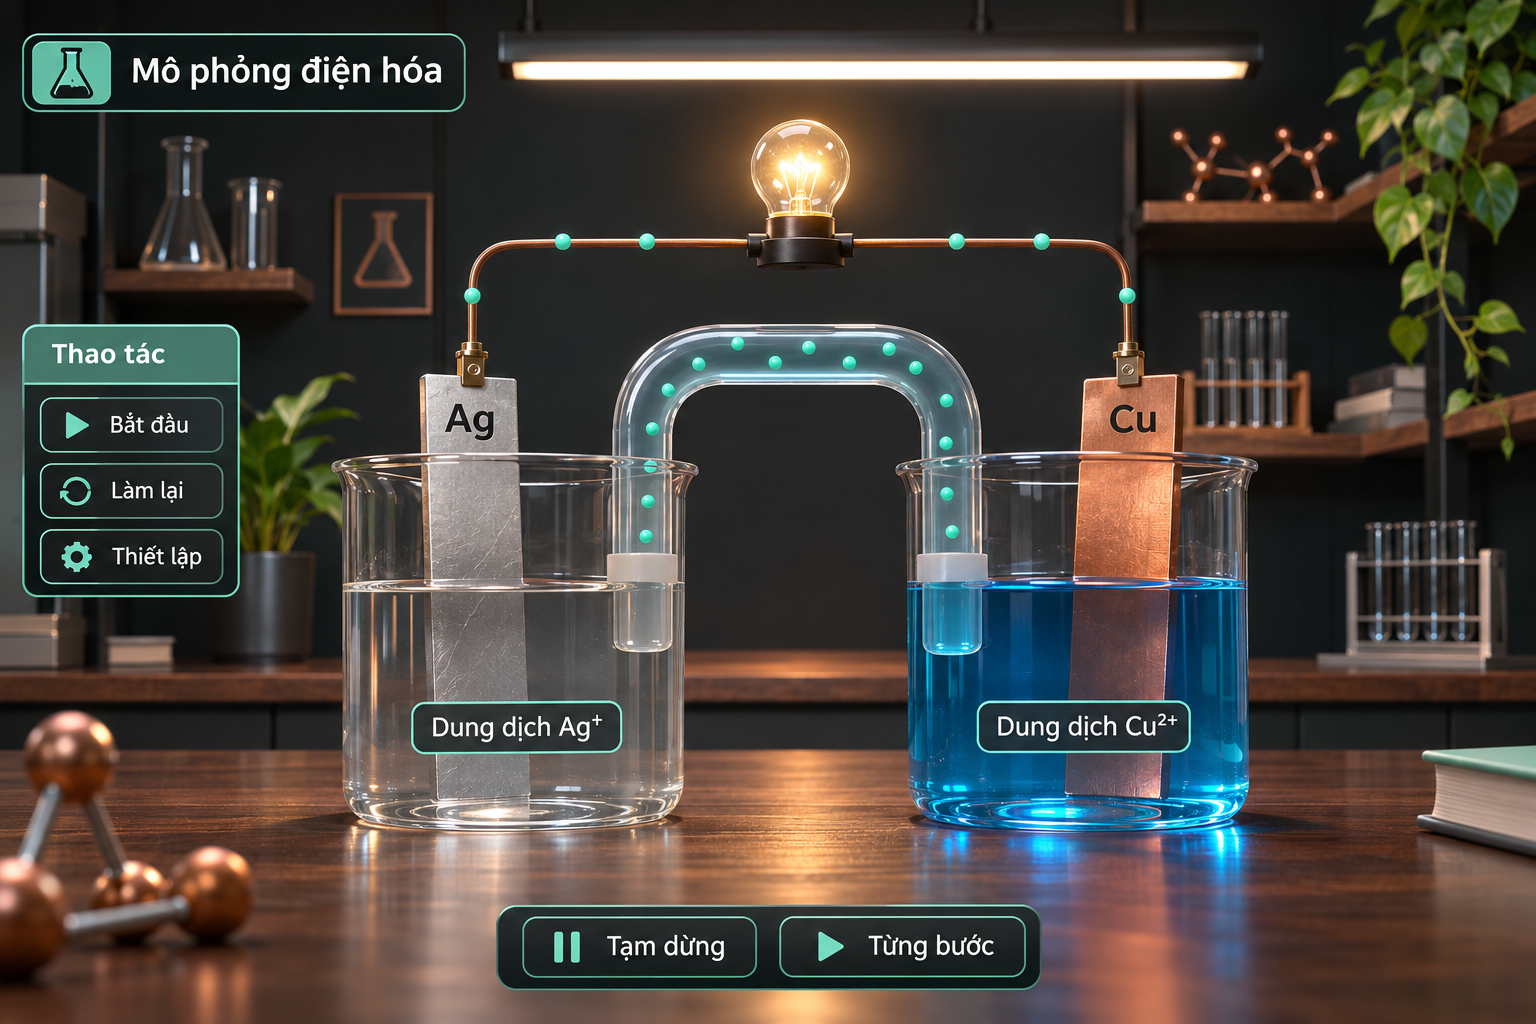 Mô phỏng điện hóa
Thao tác
Bắt đầu
Làm lại
Thiết lập
Ag
Cu
Dung dịch Ag⁺
Dung dịch Cu²⁺
Tạm dừng
Từng bước